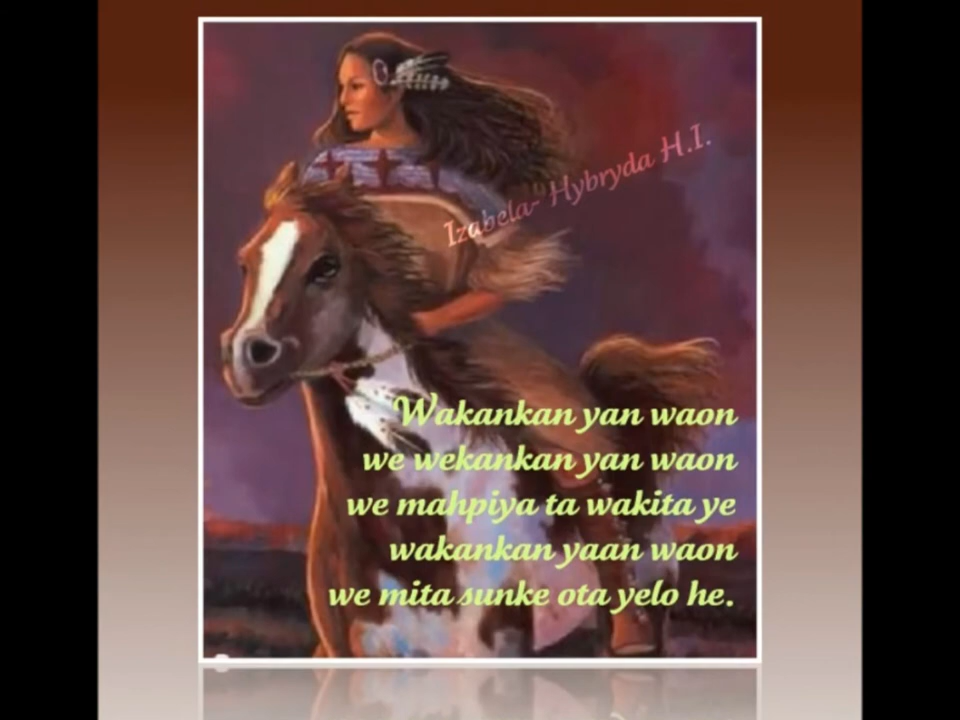 Izabela- Hybryda H.I.
Wakankan yan waon
we wekankan yan waon
we mahpiya ta wakita ye
wakankan yaan waon
we mita sunke ota yelo he.